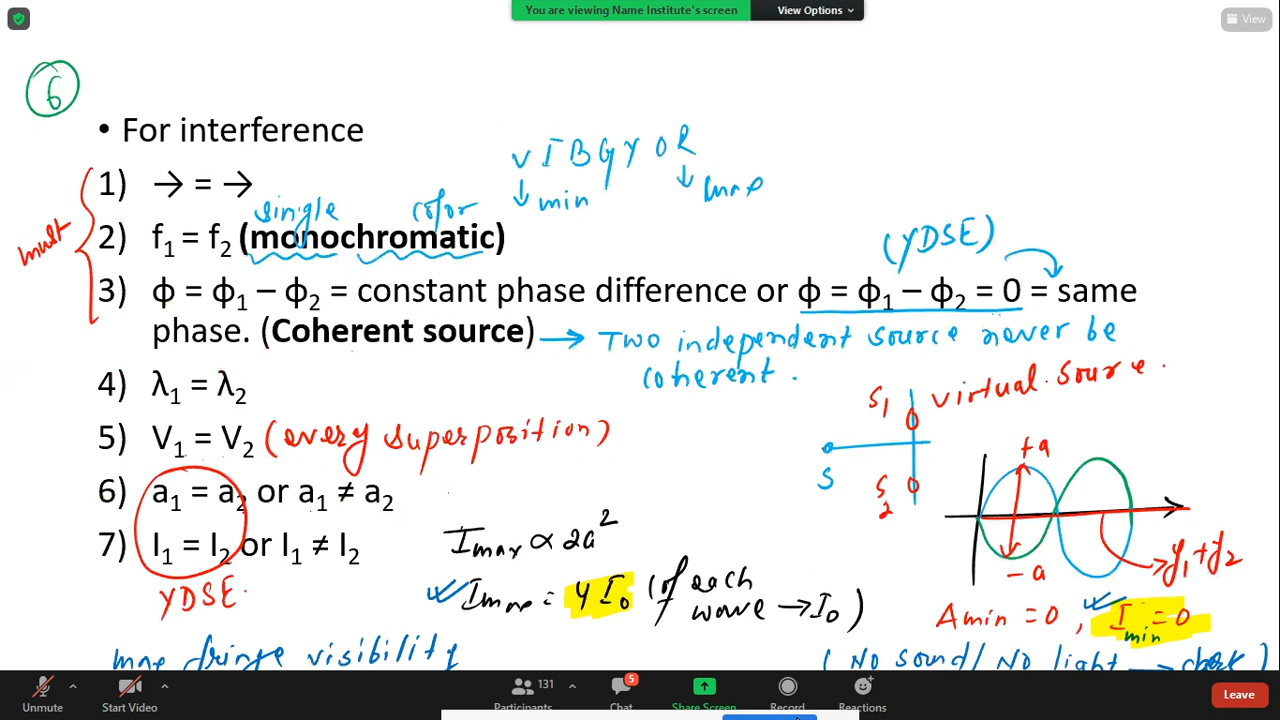 You are viewing Name Institute's screen
View Options
View
6
• For interference
V I B G Y O R
min max
1) → = →
single color
must
2) f₁ = f₂ (monochromatic)
(YDSE)
3) ϕ = ϕ₁ – ϕ₂ = constant phase difference or ϕ = ϕ₁ – ϕ₂ = 0 = same
phase. (Coherent source) → Two independent source never be
coherent.
4) λ₁ = λ₂
S₁ virtual source.
5) V₁ = V₂ (every superposition)
S
+a
6) a₁ = a₂ or a₁ ≠ a₂
S₂
Imax ∝ 2a²
7) I₁ = I₂ or I₁ ≠ I₂
-a
y₁+y₂
YDSE.
Imax = 4I₀ (of each
wave → I₀)
Amin = 0, Imin = 0
max fringe visibility
(No sound/No light → dark)
Unmute
Start Video
131
Participants
5
Chat
Share Screen
Record
Reactions
Leave